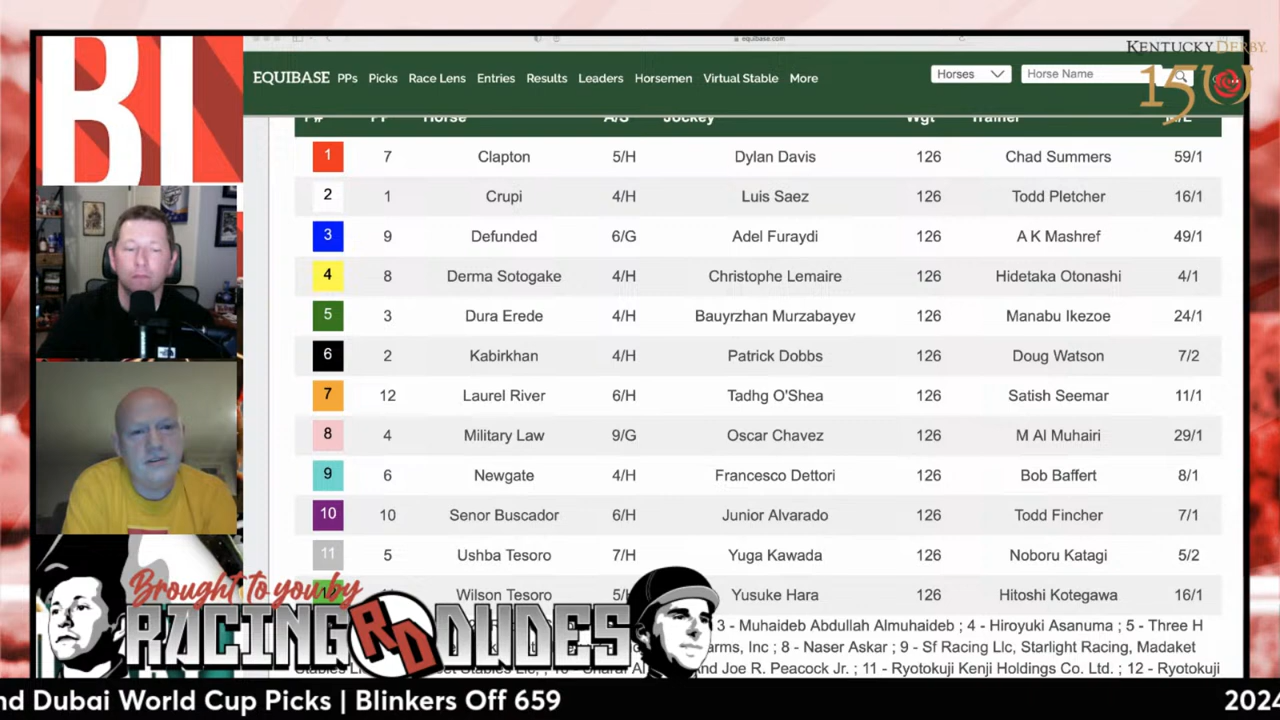 BL
KENTUCKY DERBY.
150
equibase.com
EQUIBASE PPs Picks Race Lens Entries Results Leaders Horsemen Virtual Stable More Horses Horse Name
Horse A/S Jockey Wgt Trainer
1 7 Clapton 5/H Dylan Davis 126 Chad Summers 59/1
2 1 Crupi 4/H Luis Saez 126 Todd Pletcher 16/1
3 9 Defunded 6/G Adel Furaydi 126 A K Mashref 49/1
4 8 Derma Sotogake 4/H Christophe Lemaire 126 Hidetaka Otonashi 4/1
5 3 Dura Erede 4/H Bauyrzhan Murzabayev 126 Manabu Ikezoe 24/1
6 2 Kabirkhan 4/H Patrick Dobbs 126 Doug Watson 7/2
7 12 Laurel River 6/H Tadhg O'Shea 126 Satish Seemar 11/1
8 4 Military Law 9/G Oscar Chavez 126 M Al Muhairi 29/1
9 6 Newgate 4/H Francesco Dettori 126 Bob Baffert 8/1
10 10 Senor Buscador 6/H Junior Alvarado 126 Todd Fincher 7/1
11 5 Ushba Tesoro 7/H Yuga Kawada 126 Noboru Katagi 5/2
Wilson Tesoro Yusuke Hara 126 Hitoshi Kotegawa 16/1
3 - Muhaideb Abdullah Almuhaideb ; 4 - Hiroyuki Asanuma ; 5 - Three H
Inc ; 8 - Naser Askar ; 9 - Sf Racing Llc, Starlight Racing, Madaket
and Joe R. Peacock Jr. ; 11 - Ryotokuji Kenji Holdings Co. Ltd. ; 12 - Ryotokuji
Brought to you by
RACING RD DUDES
nd Dubai World Cup Picks | Blinkers Off 659 2024